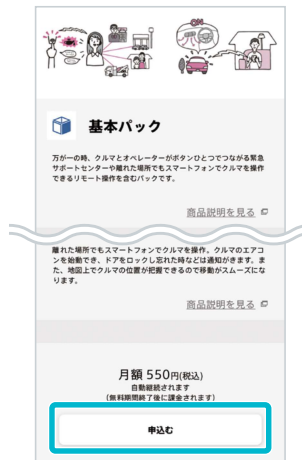 ON
基本パック
万が一の時、クルマとオペレーターがボタンひとつでつながる緊急
サポートセンターや離れた場所でもスマートフォンでクルマを操作
できるリモート操作を含むパックです。
商品説明を見る
離れた場所でもスマートフォンでクルマを操作。クルマのエアコ
ンを始動でき、ドアをロックし忘れた時などは通知がきます。ま
た、地図上でクルマの位置が把握できるので移動がスムーズにな
ります。
商品説明を見る
月額 550円(税込)
自動継続されます
(無料期間終了後に課金されます)
申込む